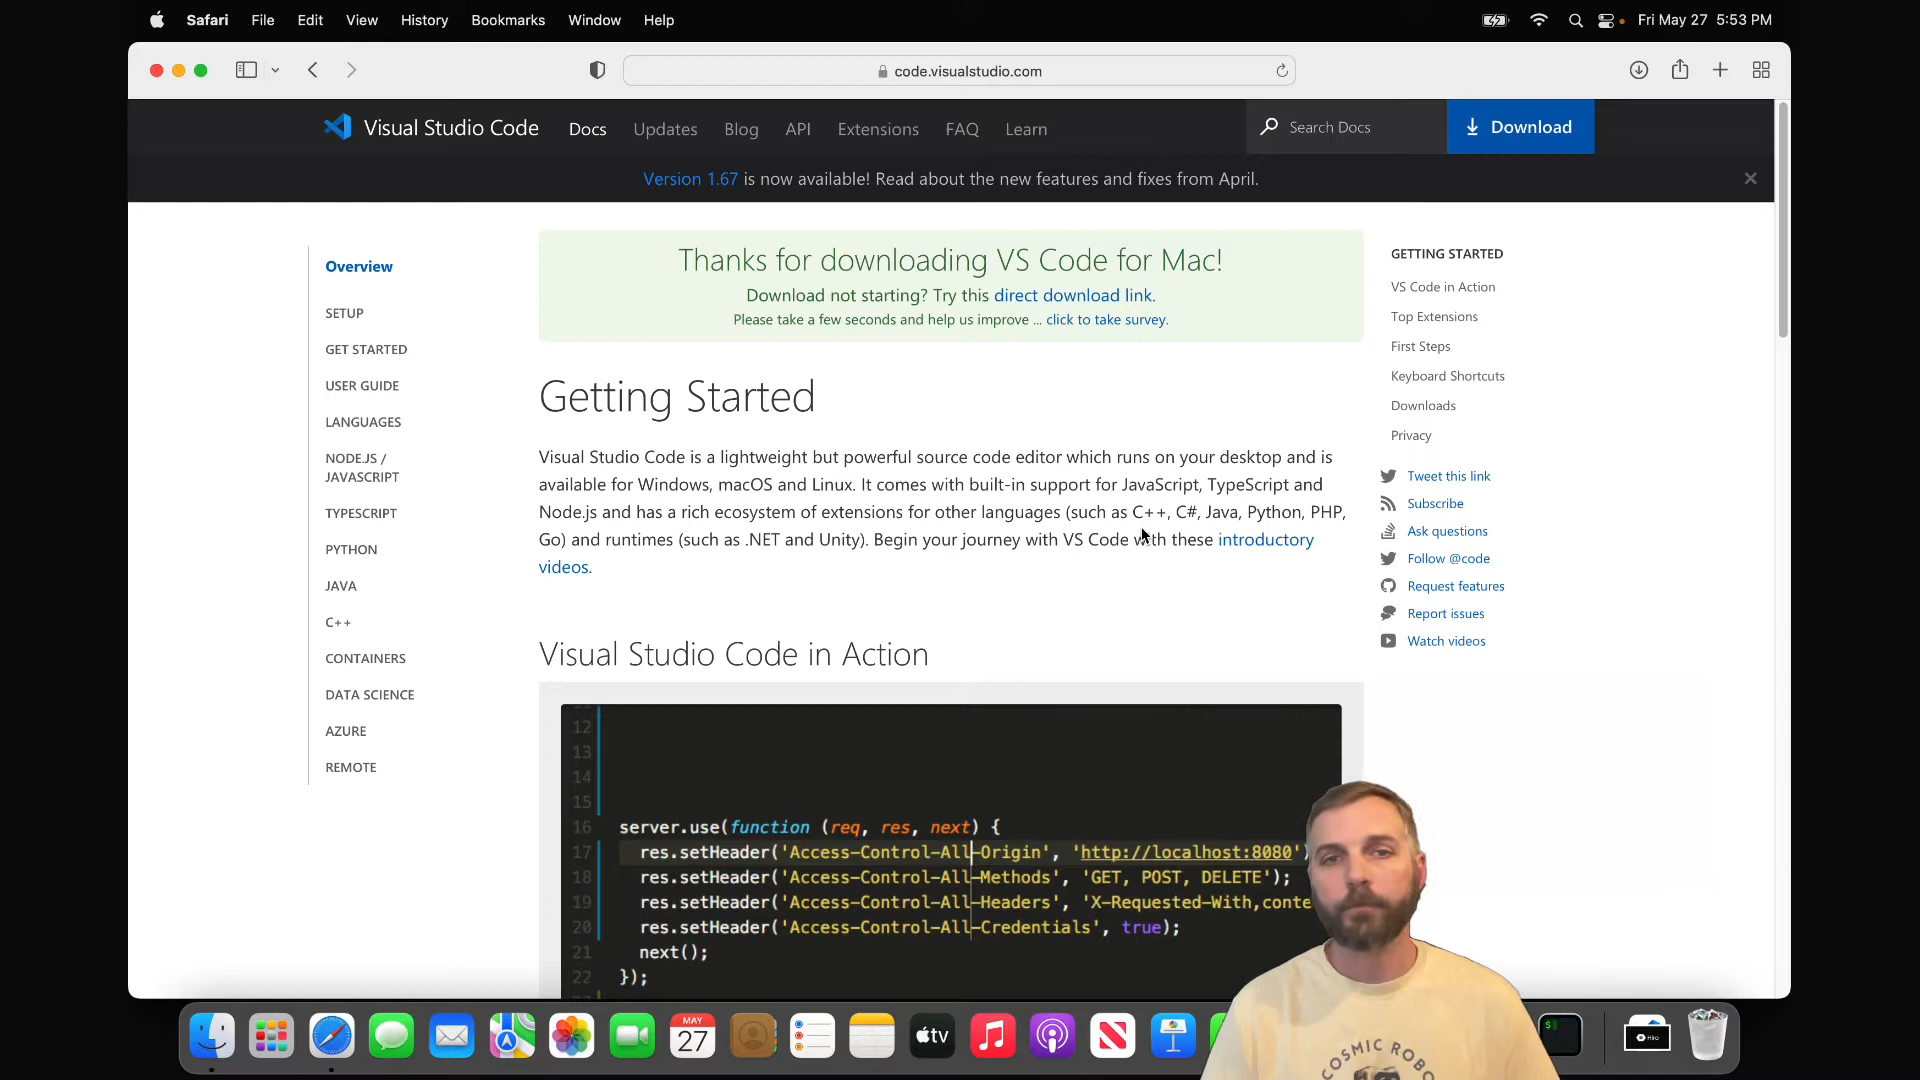 Safari File Edit View History Bookmarks Window Help
Fri May 27 5:53 PM
code.visualstudio.com
Visual Studio Code Docs Updates Blog API Extensions FAQ Learn Search Docs Download
Version 1.67 is now available! Read about the new features and fixes from April.
Overview
SETUP
GET STARTED
USER GUIDE
LANGUAGES
NODE.JS /
JAVASCRIPT
TYPESCRIPT
PYTHON
JAVA
C++
CONTAINERS
DATA SCIENCE
AZURE
REMOTE
Thanks for downloading VS Code for Mac!
Download not starting? Try this direct download link.
Please take a few seconds and help us improve ... click to take survey.
Getting Started
Visual Studio Code is a lightweight but powerful source code editor which runs on your desktop and is
available for Windows, macOS and Linux. It comes with built-in support for JavaScript, TypeScript and
Node.js and has a rich ecosystem of extensions for other languages (such as C++, C#, Java, Python, PHP,
Go) and runtimes (such as .NET and Unity). Begin your journey with VS Code with these introductory
videos.
Visual Studio Code in Action
12
13
14
15
16 server.use(function (req, res, next) {
17 res.setHeader('Access-Control-All-Origin', 'http://localhost:8080')
18 res.setHeader('Access-Control-All-Methods', 'GET, POST, DELETE');
19 res.setHeader('Access-Control-All-Headers', 'X-Requested-With,conte
20 res.setHeader('Access-Control-All-Credentials', true);
21 next();
22 });
GETTING STARTED
VS Code in Action
Top Extensions
First Steps
Keyboard Shortcuts
Downloads
Privacy
Tweet this link
Subscribe
Ask questions
Follow @code
Request features
Report issues
Watch videos
MAY
27
tv
$
Hiro
COSMIC ROBO